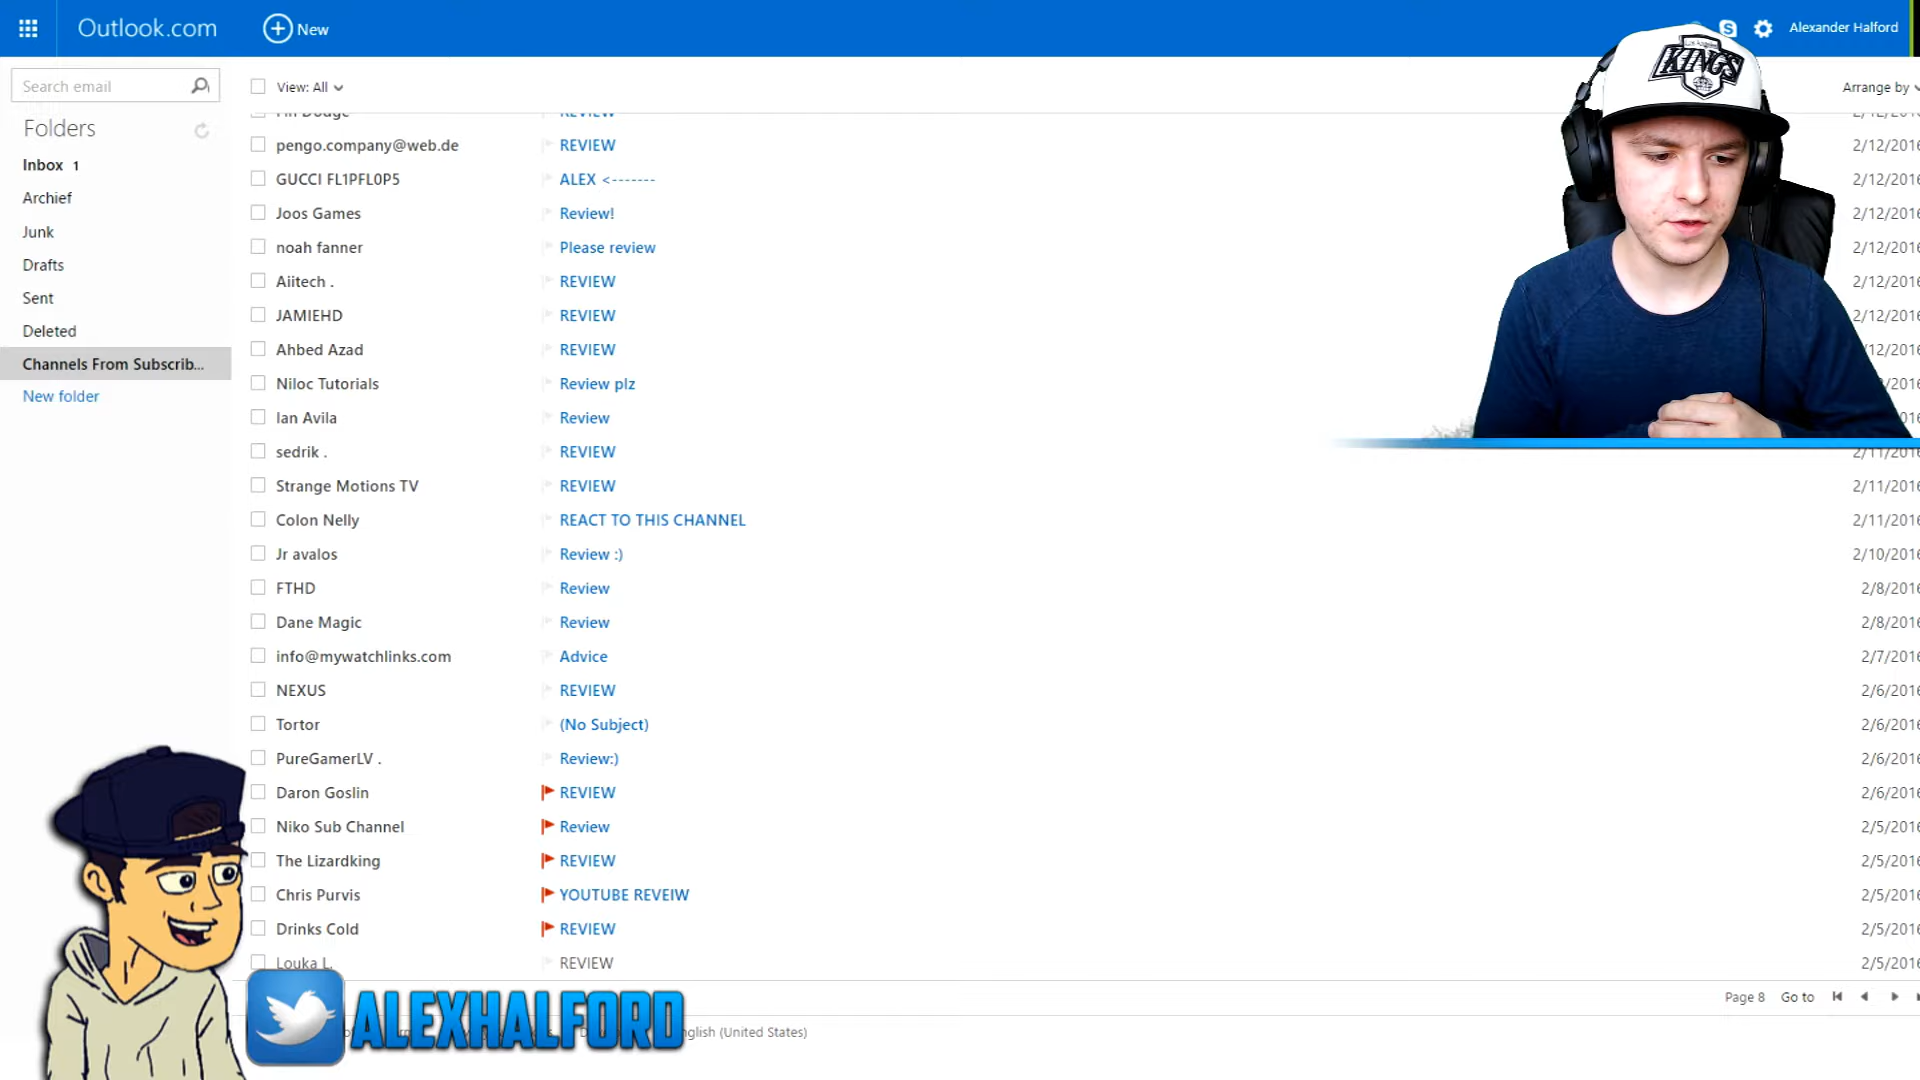 Outlook.com
New
Alexander Halford
Search email
View: All
Arrange by
Folders
Inbox 1
Archief
Junk
Drafts
Sent
Deleted
Channels From Subscrib...
New folder
REVIEW
pengo.company@web.de REVIEW 2/12/2016
GUCCI FL1PFL0P5 ALEX <------- 2/12/2016
Joos Games Review! 2/12/2016
noah fanner Please review 2/12/2016
Aiitech . REVIEW 2/12/2016
JAMIEHD REVIEW 2/12/2016
Ahbed Azad REVIEW
Niloc Tutorials Review plz
Ian Avila Review
sedrik . REVIEW 2/11/2016
Strange Motions TV REVIEW 2/11/2016
Colon Nelly REACT TO THIS CHANNEL 2/11/2016
Jr avalos Review :) 2/10/2016
FTHD Review 2/8/2016
Dane Magic Review 2/8/2016
info@mywatchlinks.com Advice 2/7/2016
NEXUS REVIEW 2/6/2016
Tortor (No Subject) 2/6/2016
PureGamerLV . Review:) 2/6/2016
Daron Goslin REVIEW 2/6/2016
Niko Sub Channel Review 2/5/2016
The Lizardking REVIEW 2/5/2016
Chris Purvis YOUTUBE REVEIW 2/5/2016
Drinks Cold REVIEW 2/5/2016
Louka L. REVIEW 2/5/2016
Page 8 Go to
(United States)
ALEXHALFORD
Los Angeles
KINGS